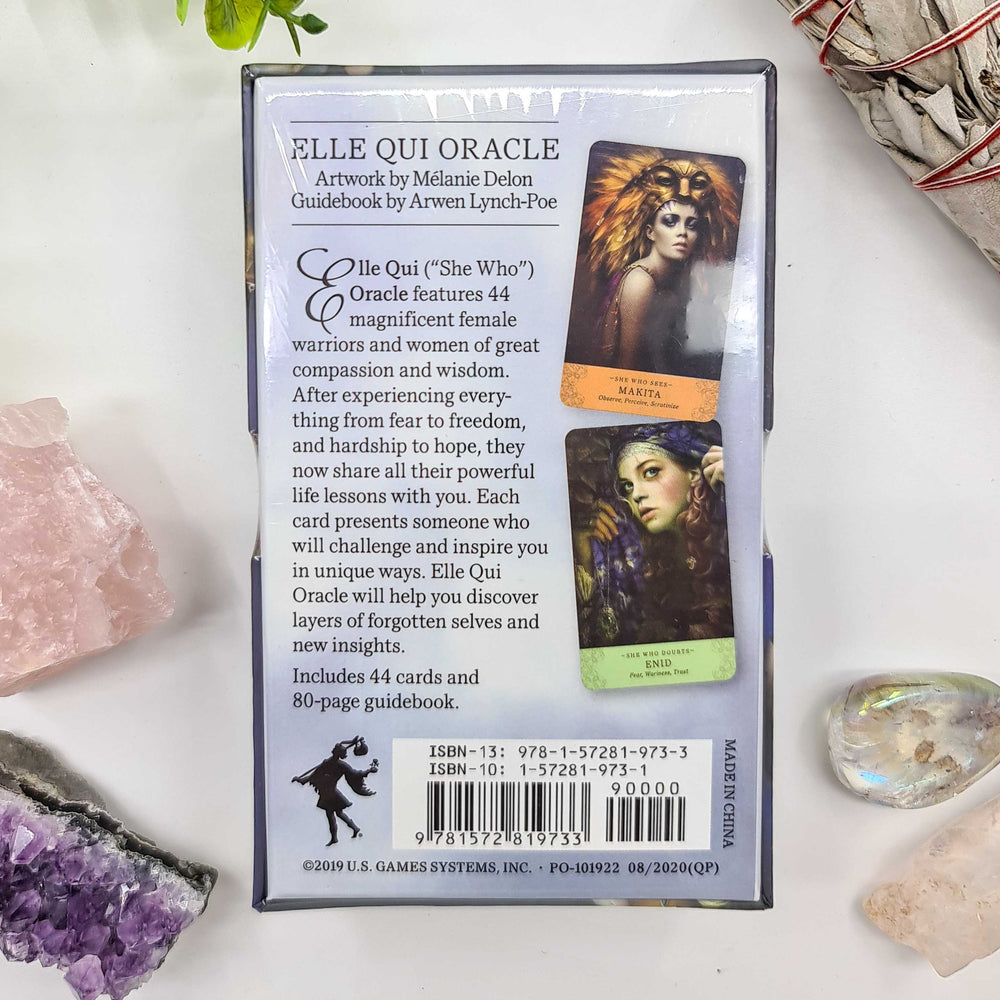 ELLE QUI ORACLE
Artwork by Mélanie Delon
Guidebook by Arwen Lynch-Poe
Elle Qui (“She Who”)
Oracle features 44
magnificent female
warriors and women of great
compassion and wisdom.
After experiencing every-
thing from fear to freedom,
and hardship to hope, they
now share all their powerful
life lessons with you. Each
card presents someone who
will challenge and inspire you
in unique ways. Elle Qui
Oracle will help you discover
layers of forgotten selves and
new insights.
Includes 44 cards and
80-page guidebook.
~SHE WHO SEES~
MAKITA
Observe, Perceive, Scrutinize
~SHE WHO DOUBTS~
ENID
Fear, Wariness, Trust
ISBN-13: 978-1-57281-973-3
ISBN-10: 1-57281-973-1
90000
9 781572 819733
MADE IN CHINA
©2019 U.S. GAMES SYSTEMS, INC. · PO-101922 08/2020(QP)